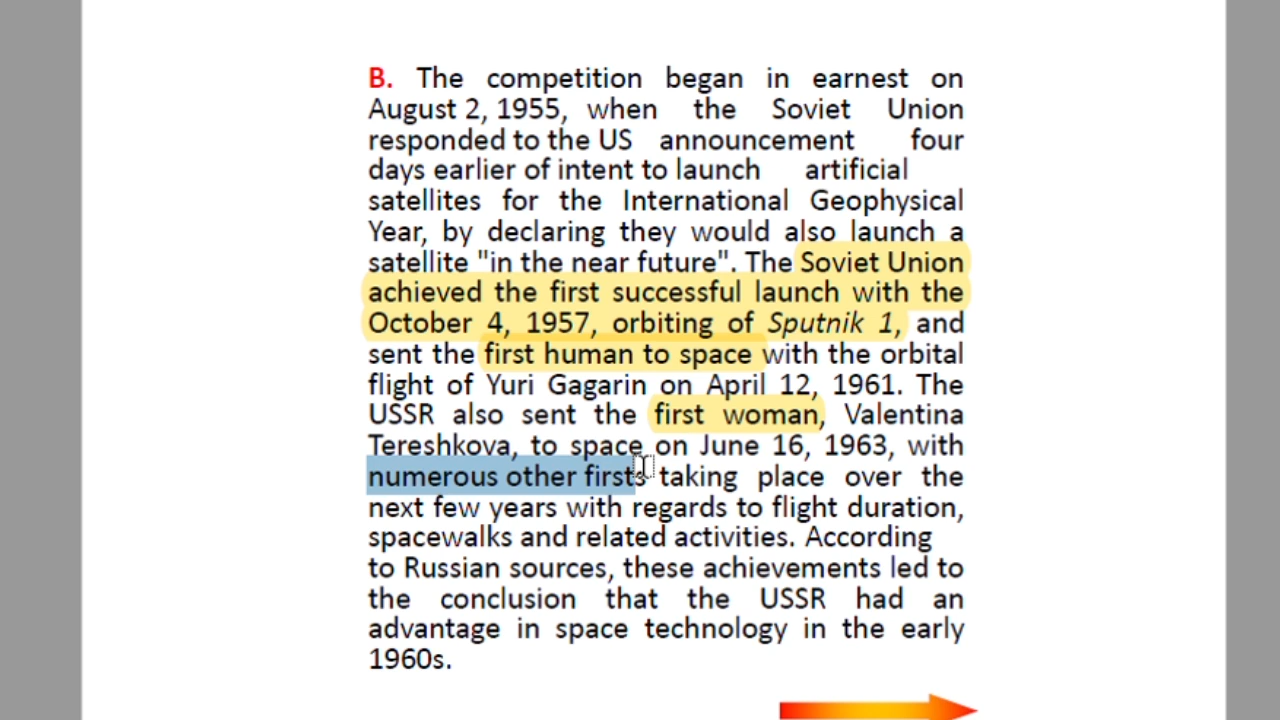 B. The competition began in earnest on
August 2, 1955, when the Soviet Union
responded to the US announcement four
days earlier of intent to launch artificial
satellites for the International Geophysical
Year, by declaring they would also launch a
satellite "in the near future". The Soviet Union
achieved the first successful launch with the
October 4, 1957, orbiting of Sputnik 1, and
sent the first human to space with the orbital
flight of Yuri Gagarin on April 12, 1961. The
USSR also sent the first woman, Valentina
Tereshkova, to space on June 16, 1963, with
numerous other firsts taking place over the
next few years with regards to flight duration,
spacewalks and related activities. According
to Russian sources, these achievements led to
the conclusion that the USSR had an
advantage in space technology in the early
1960s.